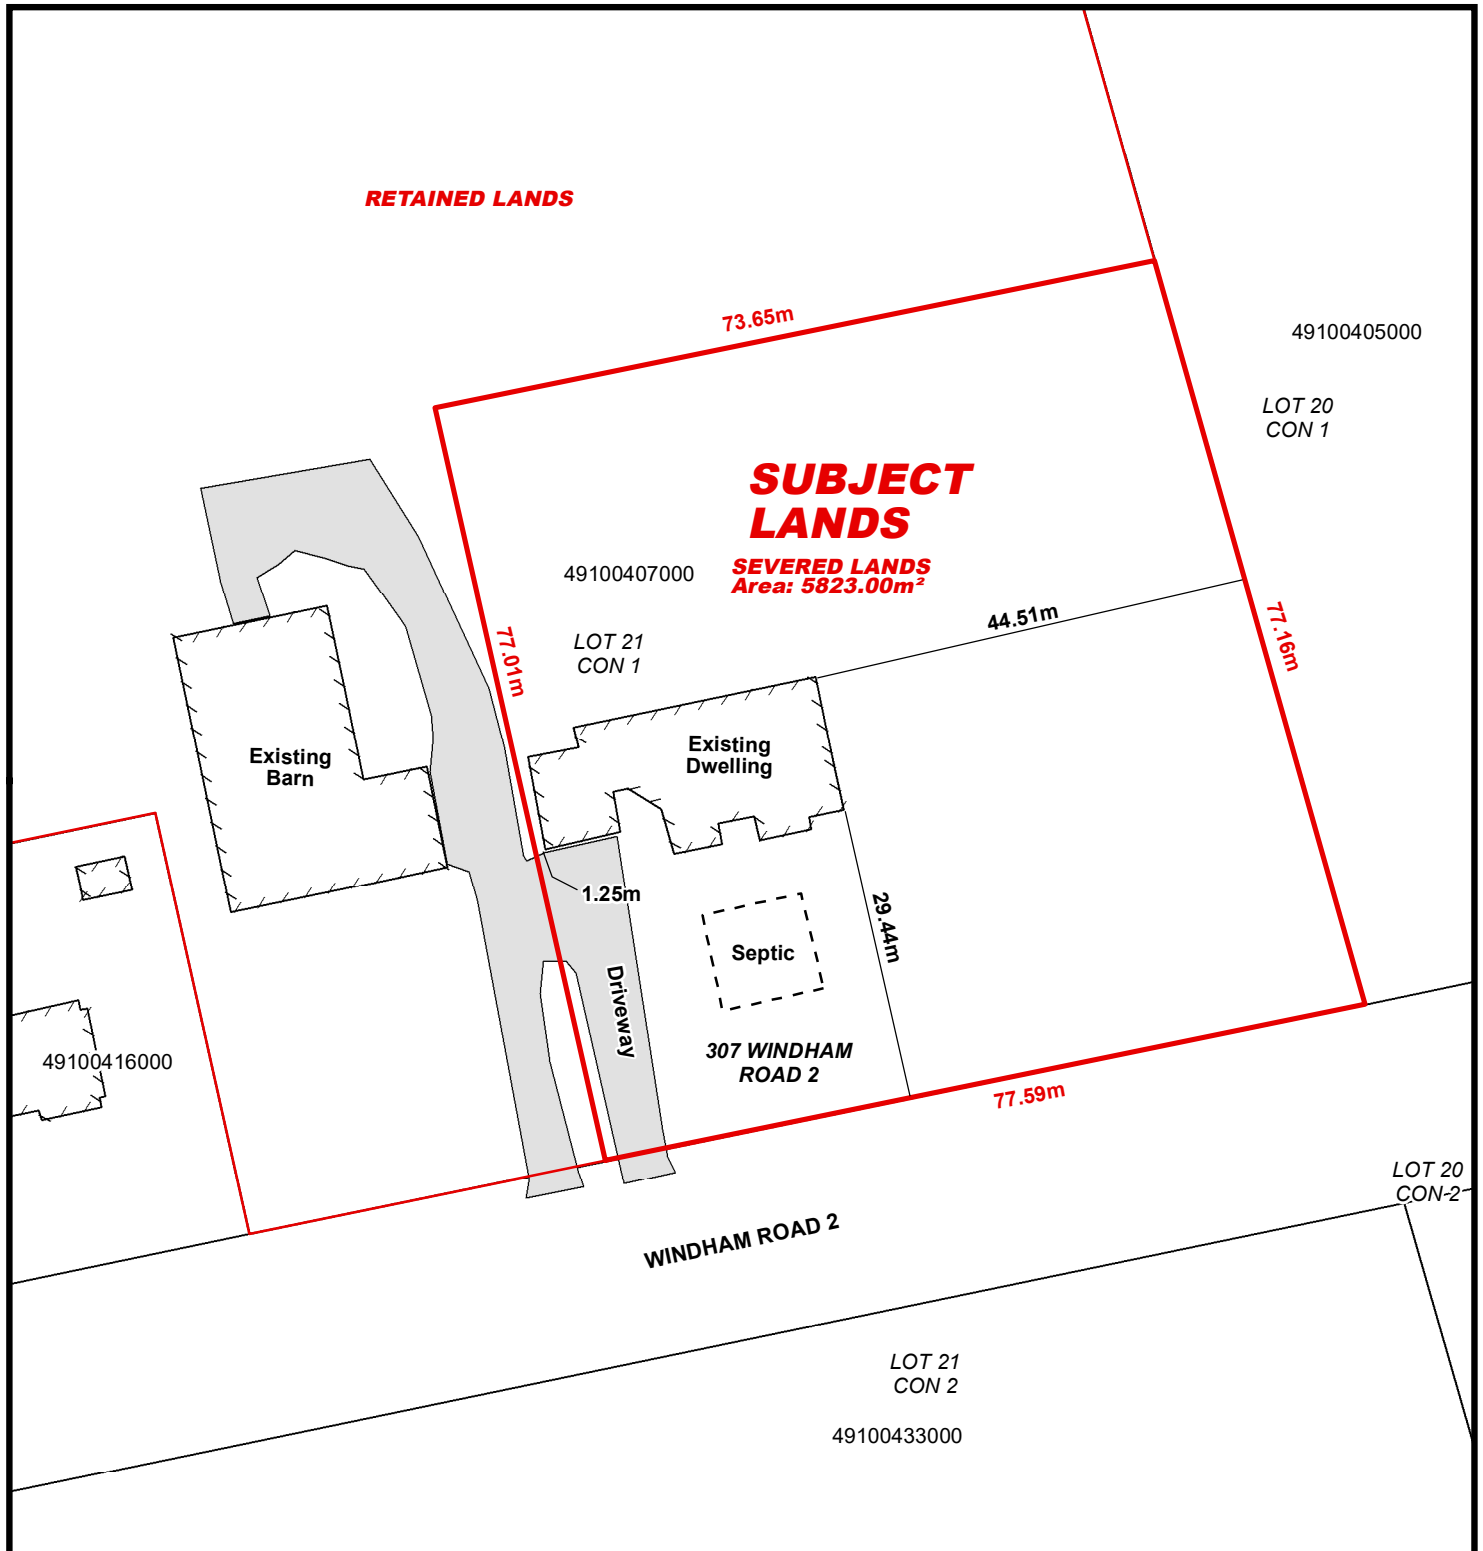 RETAINED LANDS
73.65m
49100405000
LOT 20
CON 1
SUBJECT
LANDS
SEVERED LANDS
Area: 5823.00m²
49100407000
LOT 21
CON 1
77.01m
44.51m
77.16m
Existing
Barn
Existing
Dwelling
1.25m
29.44m
Septic
Driveway
307 WINDHAM
ROAD 2
49100416000
77.59m
WINDHAM ROAD 2
LOT 20
CON 2
LOT 21
CON 2
49100433000